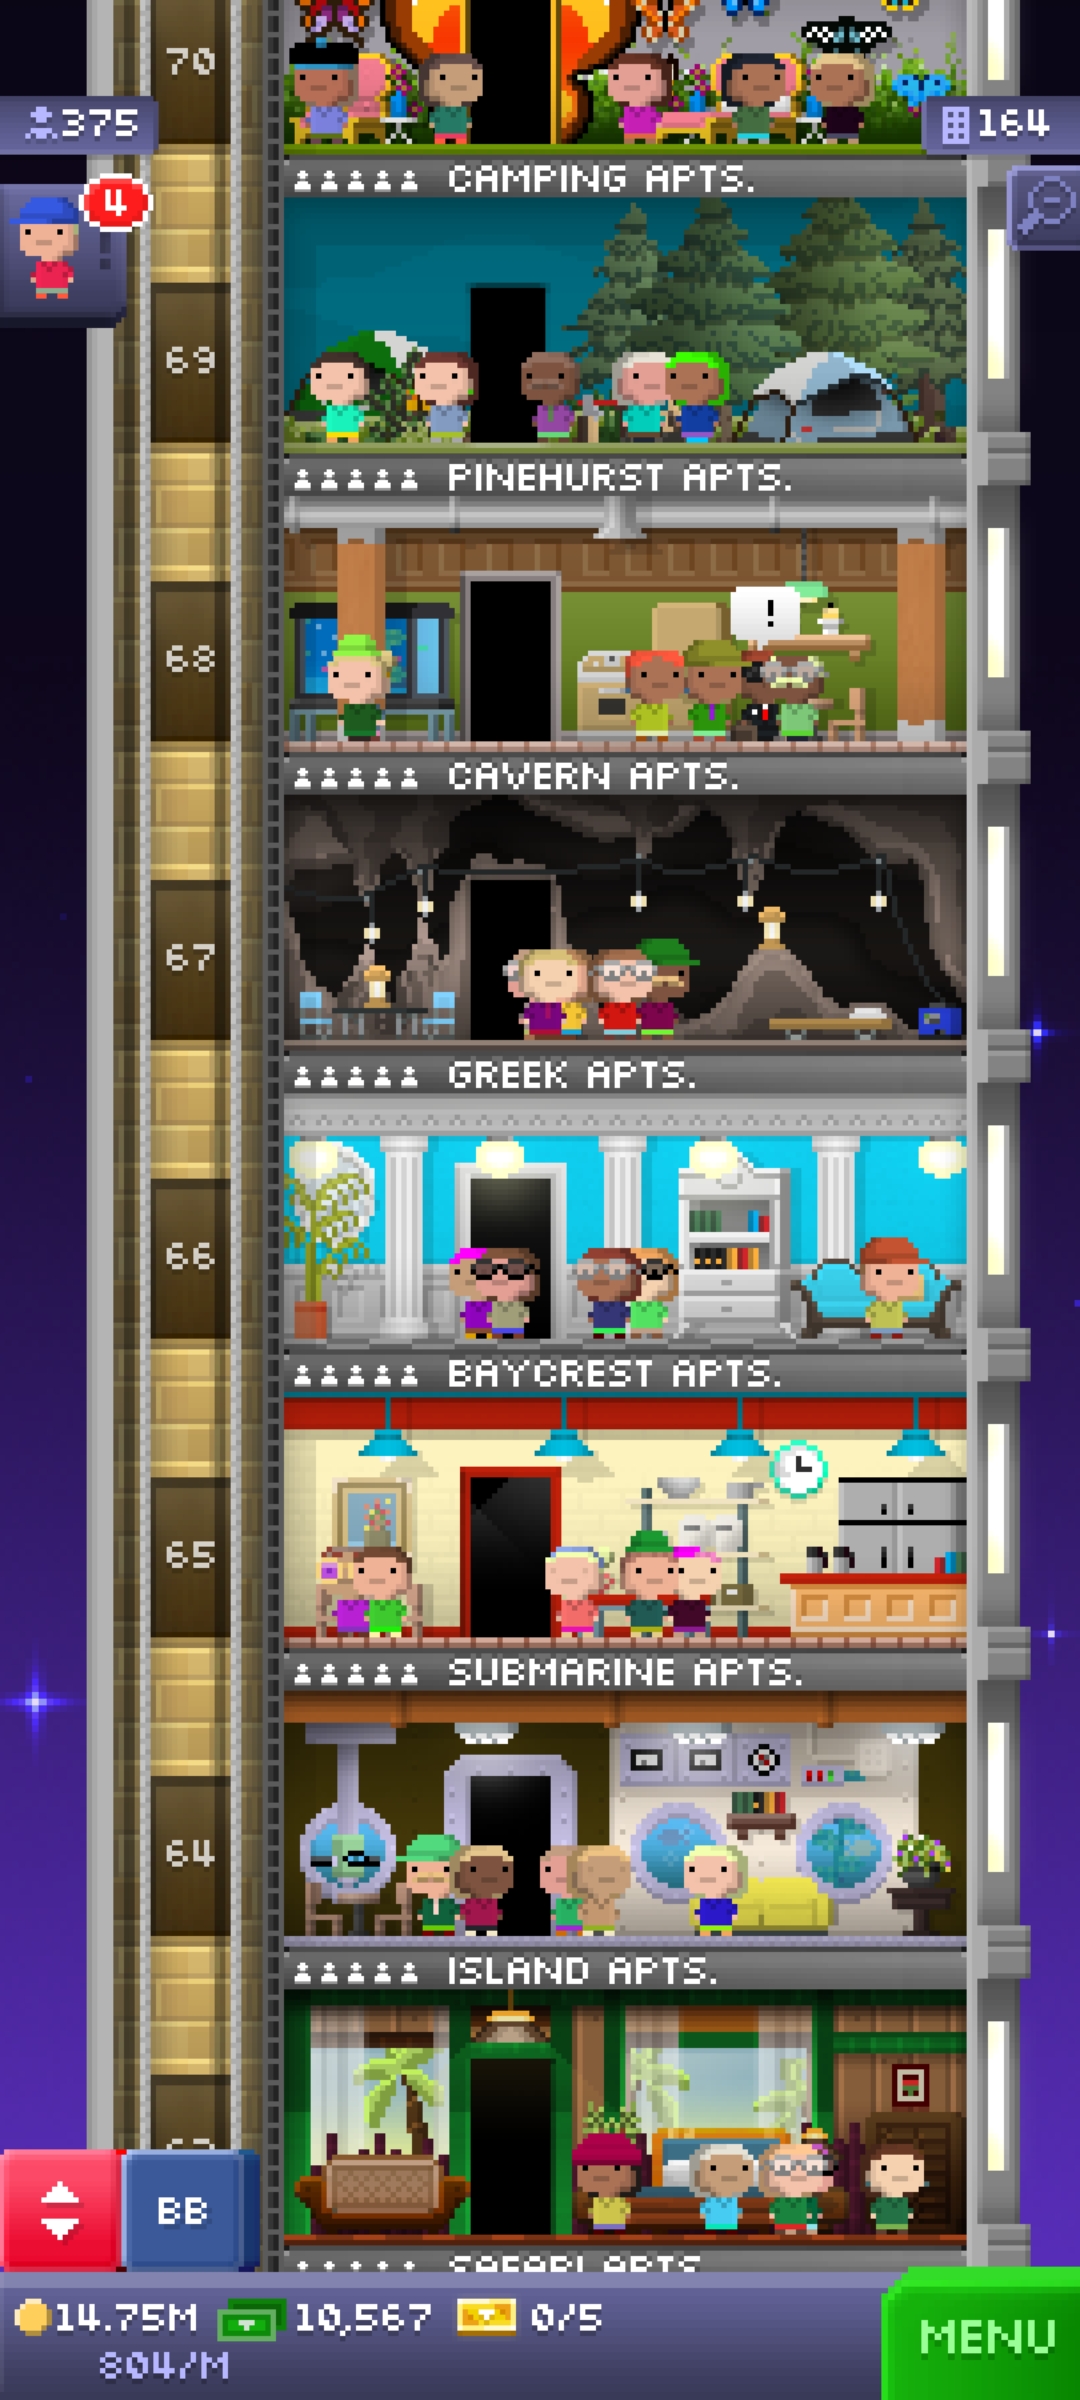 70
375
164
4
CAMPING APTS.
69
PINEHURST APTS.
!
68
CAVERN APTS.
67
GREEK APTS.
66
BAYCREST APTS.
65
SUBMARINE APTS.
64
ISLAND APTS.
BB
SAFARI APTS.
14.75M 10,567 0/5
804/M
MENU